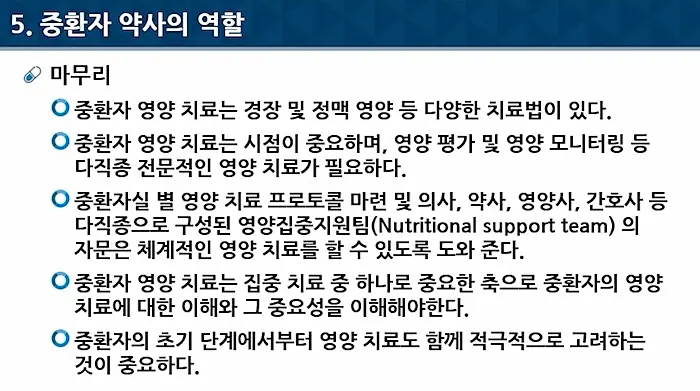 5. 중환자 약사의 역할
마무리
중환자 영양 치료는 경장 및 정맥 영양 등 다양한 치료법이 있다.
중환자 영양 치료는 시점이 중요하며, 영양 평가 및 영양 모니터링 등
다직종 전문적인 영양 치료가 필요하다.
중환자실 별 영양 치료 프로토콜 마련 및 의사, 약사, 영양사, 간호사 등
다직종으로 구성된 영양집중지원팀(Nutritional support team) 의
자문은 체계적인 영양 치료를 할 수 있도록 도와 준다.
중환자 영양 치료는 집중 치료 중 하나로 중요한 축으로 중환자의 영양
치료에 대한 이해와 그 중요성을 이해해야한다.
중환자의 초기 단계에서부터 영양 치료도 함께 적극적으로 고려하는
것이 중요하다.